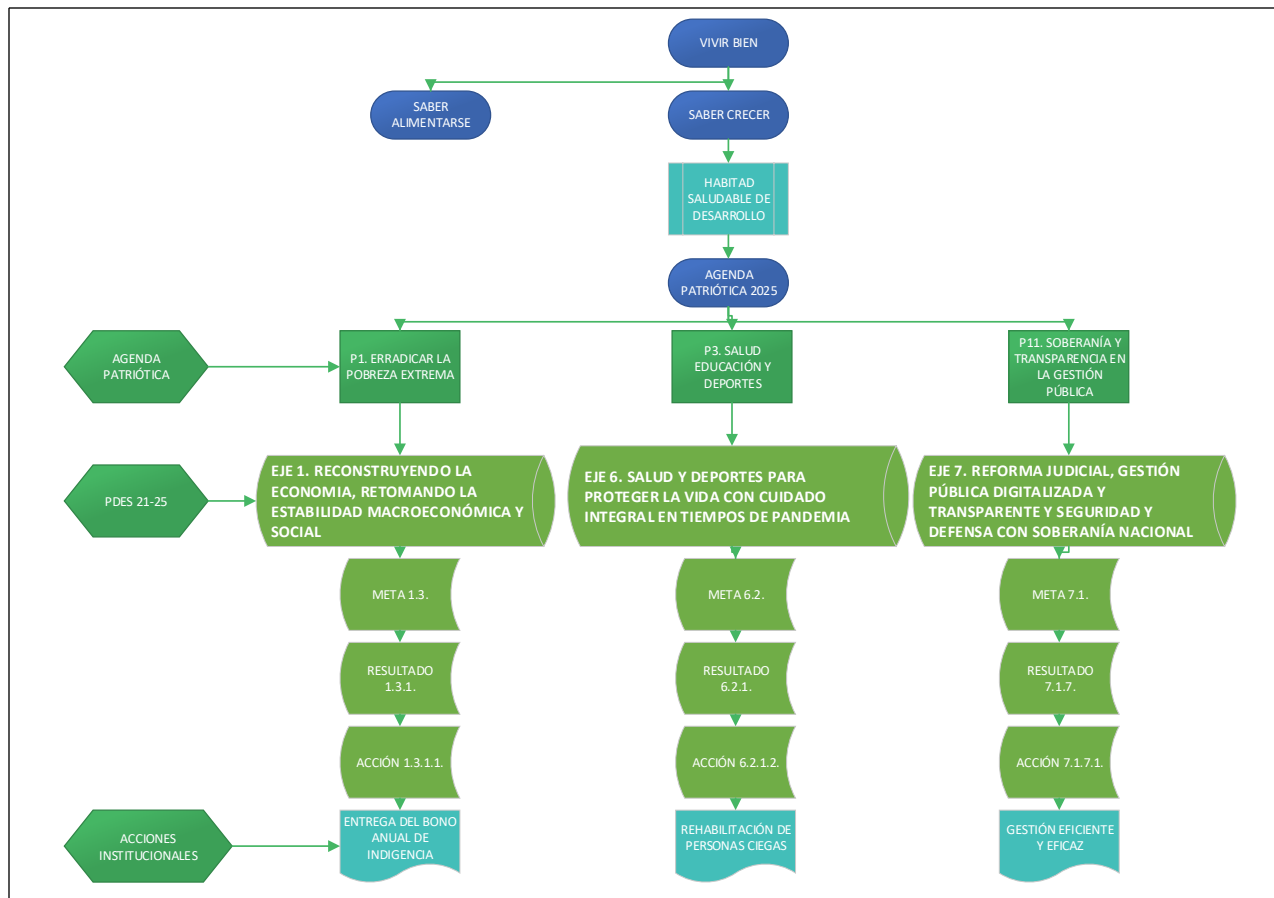 VIVIR BIEN
SABER
ALIMENTARSE
SABER CRECER
HABITAD
SALUDABLE DE
DESARROLLO
AGENDA
PATRIÓTICA 2025
AGENDA
PATRIÓTICA
P1. ERRADICAR LA
POBREZA EXTREMA
P3. SALUD
EDUCACIÓN Y
DEPORTES
P11. SOBERANÍA Y
TRANSPARENCIA EN
LA GESTIÓN
PÚBLICA
PDES 21-25
EJE 1. RECONSTRUYENDO LA
ECONOMIA, RETOMANDO LA
ESTABILIDAD MACROECONÓMICA Y
SOCIAL
EJE 6. SALUD Y DEPORTES PARA
PROTEGER LA VIDA CON CUIDADO
INTEGRAL EN TIEMPOS DE PANDEMIA
EJE 7. REFORMA JUDICIAL, GESTIÓN
PÚBLICA DIGITALIZADA Y
TRANSPARENTE Y SEGURIDAD Y
DEFENSA CON SOBERANÍA NACIONAL
META 1.3.
META 6.2.
META 7.1.
RESULTADO
1.3.1.
RESULTADO
6.2.1.
RESULTADO
7.1.7.
ACCIÓN 1.3.1.1.
ACCIÓN 6.2.1.2.
ACCIÓN 7.1.7.1.
ACCIONES
INSTITUCIONALES
ENTREGA DEL BONO
ANUAL DE
INDIGENCIA
REHABILITACIÓN DE
PERSONAS CIEGAS
GESTIÓN EFICIENTE
Y EFICAZ